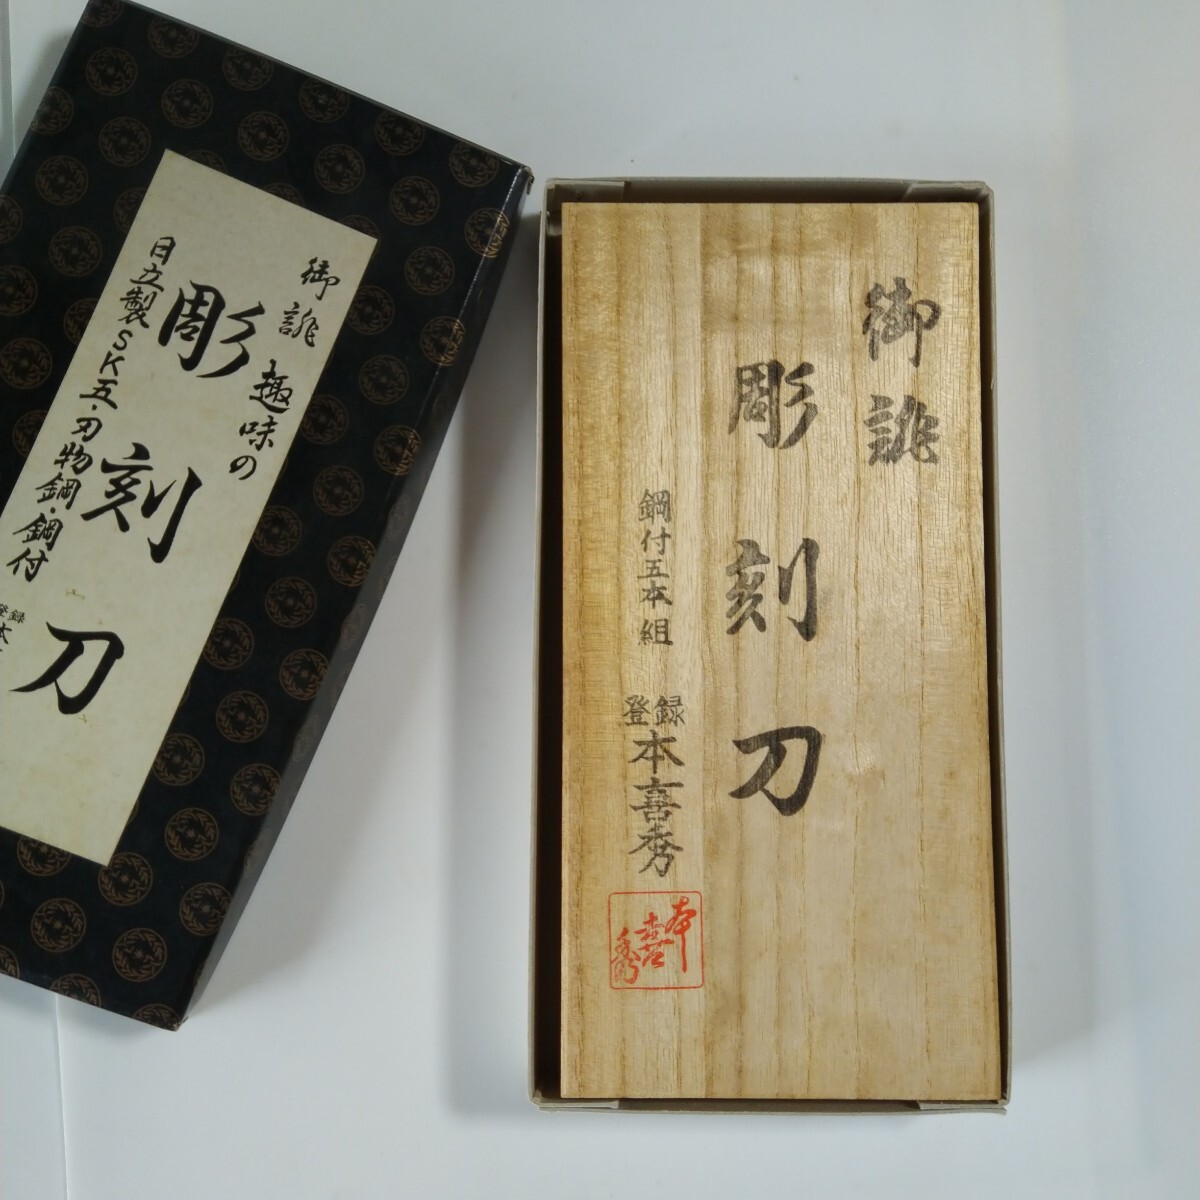 御誂
趣味の
彫刻刀
日立製SK五・刃物鋼・鋼付
登録
本
御誂
彫刻刀
鋼付五本組
登録
本喜秀
本喜秀